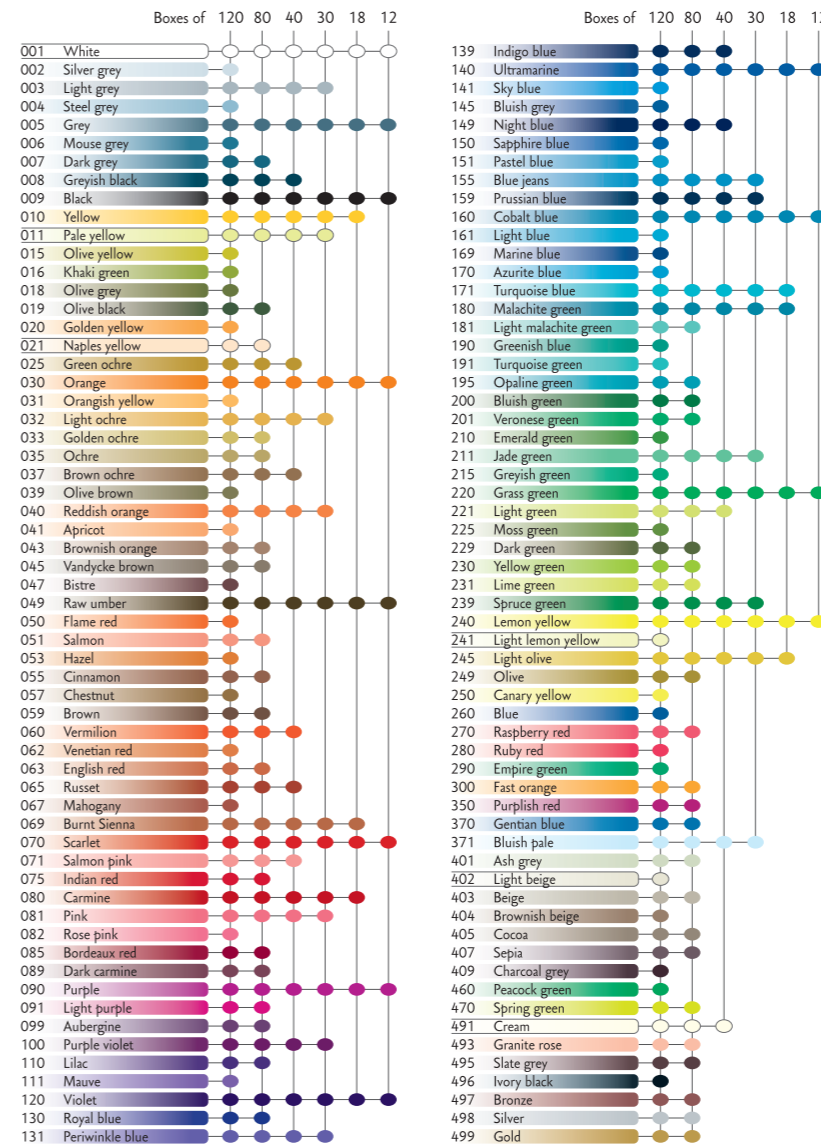 Boxes of 120 80 40 30 18 12
001 White
002 Silver grey
003 Light grey
004 Steel grey
005 Grey
006 Mouse grey
007 Dark grey
008 Greyish black
009 Black
010 Yellow
011 Pale yellow
015 Olive yellow
016 Khaki green
018 Olive grey
019 Olive black
020 Golden yellow
021 Naples yellow
025 Green ochre
030 Orange
031 Orangish yellow
032 Light ochre
033 Golden ochre
035 Ochre
037 Brown ochre
039 Olive brown
040 Reddish orange
041 Apricot
043 Brownish orange
045 Vandycke brown
047 Bistre
049 Raw umber
050 Flame red
051 Salmon
053 Hazel
055 Cinnamon
057 Chestnut
059 Brown
060 Vermilion
062 Venetian red
063 English red
065 Russet
067 Mahogany
069 Burnt Sienna
070 Scarlet
071 Salmon pink
075 Indian red
080 Carmine
081 Pink
082 Rose pink
085 Bordeaux red
089 Dark carmine
090 Purple
091 Light purple
099 Aubergine
100 Purple violet
110 Lilac
111 Mauve
120 Violet
130 Royal blue
131 Periwinkle blue
Boxes of 120 80 40 30 18 12
139 Indigo blue
140 Ultramarine
141 Sky blue
145 Bluish grey
149 Night blue
150 Sapphire blue
151 Pastel blue
155 Blue jeans
159 Prussian blue
160 Cobalt blue
161 Light blue
169 Marine blue
170 Azurite blue
171 Turquoise blue
180 Malachite green
181 Light malachite green
190 Greenish blue
191 Turquoise green
195 Opaline green
200 Bluish green
201 Veronese green
210 Emerald green
211 Jade green
215 Greyish green
220 Grass green
221 Light green
225 Moss green
229 Dark green
230 Yellow green
231 Lime green
239 Spruce green
240 Lemon yellow
241 Light lemon yellow
245 Light olive
249 Olive
250 Canary yellow
260 Blue
270 Raspberry red
280 Ruby red
290 Empire green
300 Fast orange
350 Purplish red
370 Gentian blue
371 Bluish pale
401 Ash grey
402 Light beige
403 Beige
404 Brownish beige
405 Cocoa
407 Sepia
409 Charcoal grey
460 Peacock green
470 Spring green
491 Cream
493 Granite rose
495 Slate grey
496 Ivory black
497 Bronze
498 Silver
499 Gold